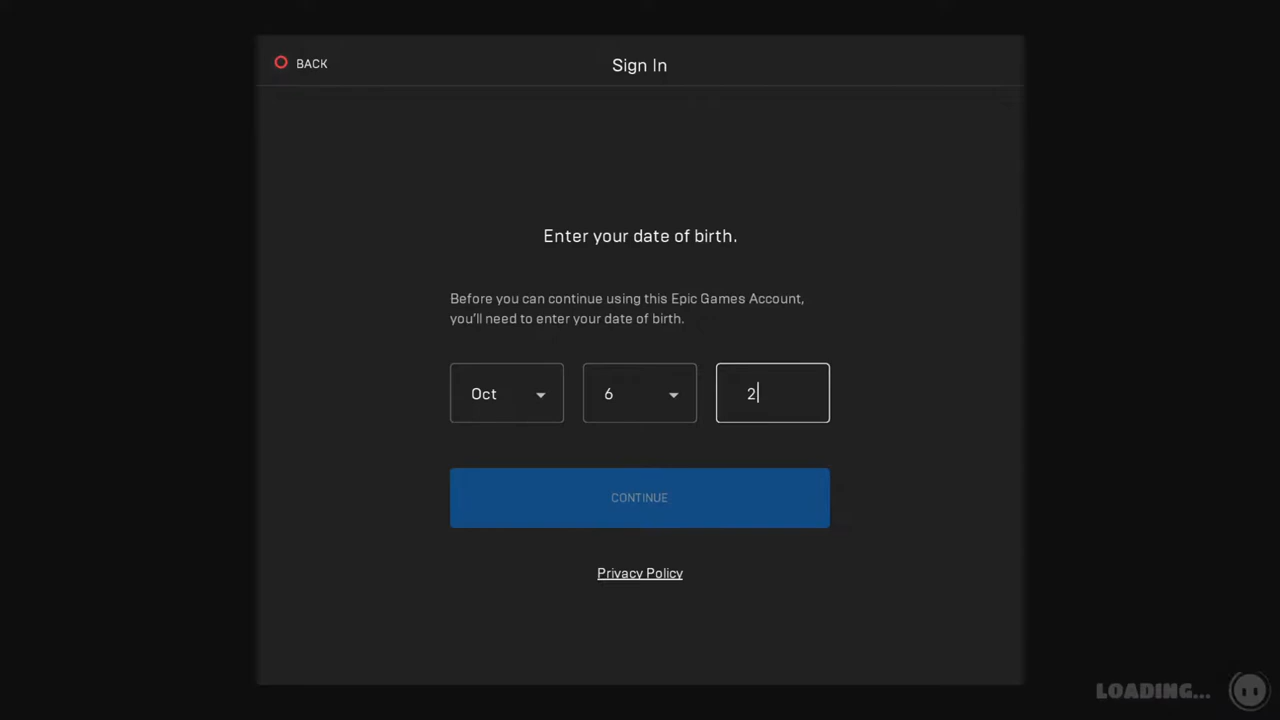 BACK
Sign In
Enter your date of birth.
Before you can continue using this Epic Games Account,
you'll need to enter your date of birth.
Oct 6 2
CONTINUE
Privacy Policy
LOADING...